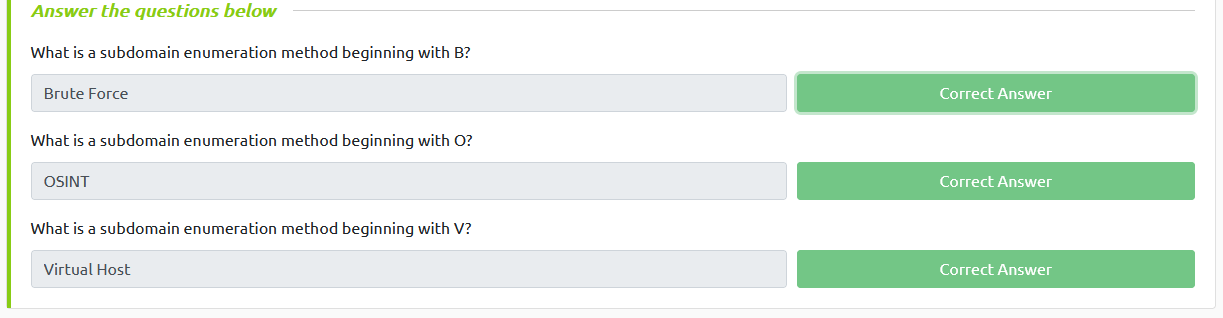 Answer the questions below
What is a subdomain enumeration method beginning with B?
Brute Force
Correct Answer
What is a subdomain enumeration method beginning with O?
OSINT
Correct Answer
What is a subdomain enumeration method beginning with V?
Virtual Host
Correct Answer